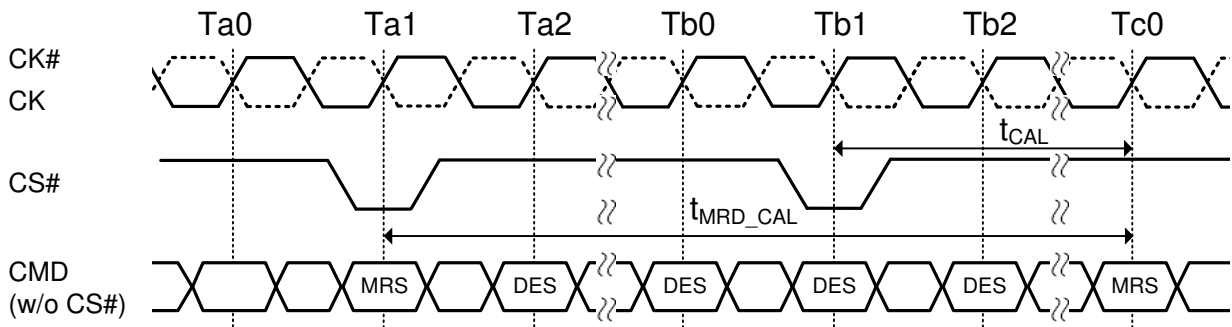 Ta0 Ta1 Ta2 Tb0 Tb1 Tb2 Tc0
CK#
CK
tCAL
CS#
tMRD_CAL
CMD
(w/o CS#)
MRS DES DES DES DES MRS